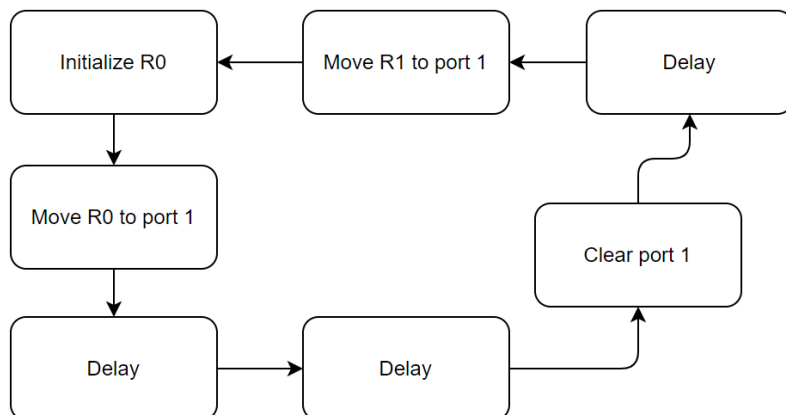 Initialize R0
Move R1 to port 1
Delay
Move R0 to port 1
Clear port 1
Delay
Delay